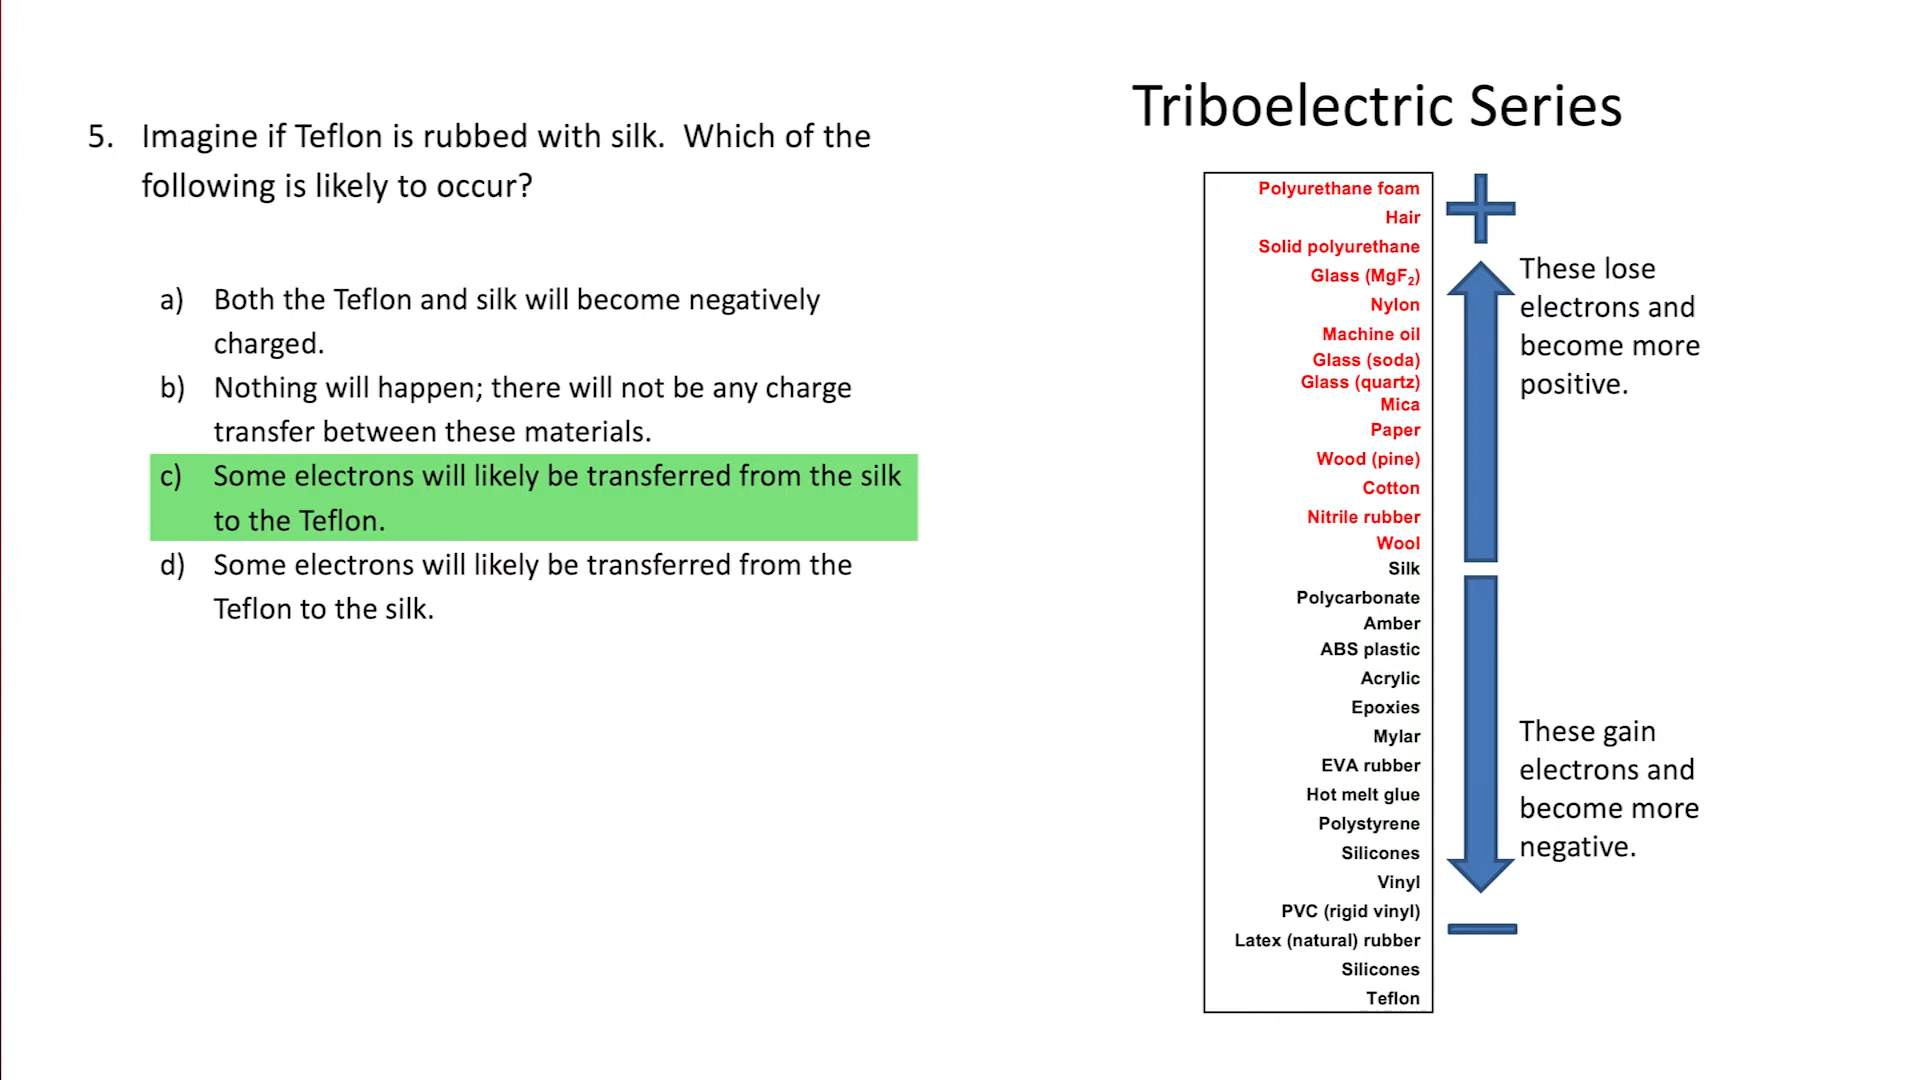 5. Imagine if Teflon is rubbed with silk. Which of the
following is likely to occur?
a) Both the Teflon and silk will become negatively
charged.
b) Nothing will happen; there will not be any charge
transfer between these materials.
c) Some electrons will likely be transferred from the silk
to the Teflon.
d) Some electrons will likely be transferred from the
Teflon to the silk.
Triboelectric Series
Polyurethane foam
Hair
Solid polyurethane
Glass (MgF₂)
Nylon
Machine oil
Glass (soda)
Glass (quartz)
Mica
Paper
Wood (pine)
Cotton
Nitrile rubber
Wool
Silk
Polycarbonate
Amber
ABS plastic
Acrylic
Epoxies
Mylar
EVA rubber
Hot melt glue
Polystyrene
Silicones
Vinyl
PVC (rigid vinyl)
Latex (natural) rubber
Silicones
Teflon
These lose
electrons and
become more
positive.
These gain
electrons and
become more
negative.